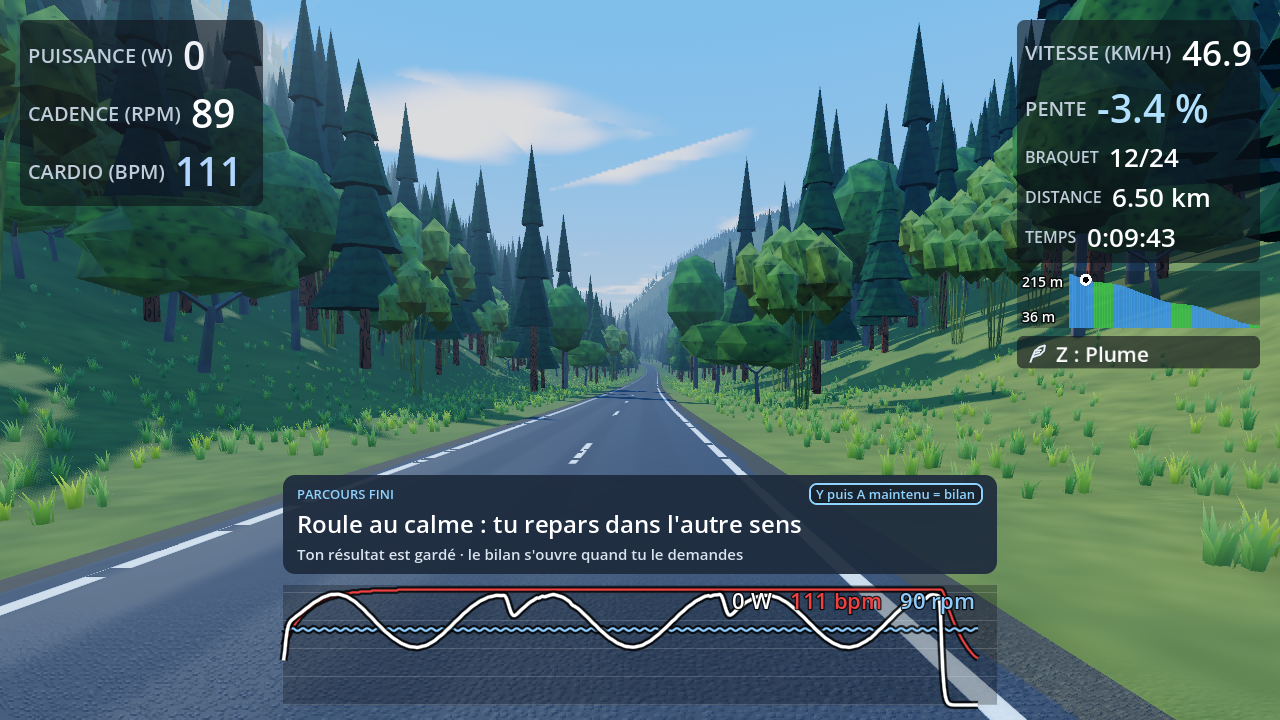 PUISSANCE (W) 0
CADENCE (RPM) 89
CARDIO (BPM) 111
VITESSE (KM/H) 46.9
PENTE -3.4 %
BRAQUET 12/24
DISTANCE 6.50 km
TEMPS 0:09:43
215 m
36 m
Z : Plume
PARCOURS FINI
Y puis A maintenu = bilan
Roule au calme : tu repars dans l'autre sens
Ton résultat est gardé · le bilan s'ouvre quand tu le demandes
0 W 111 bpm 90 rpm